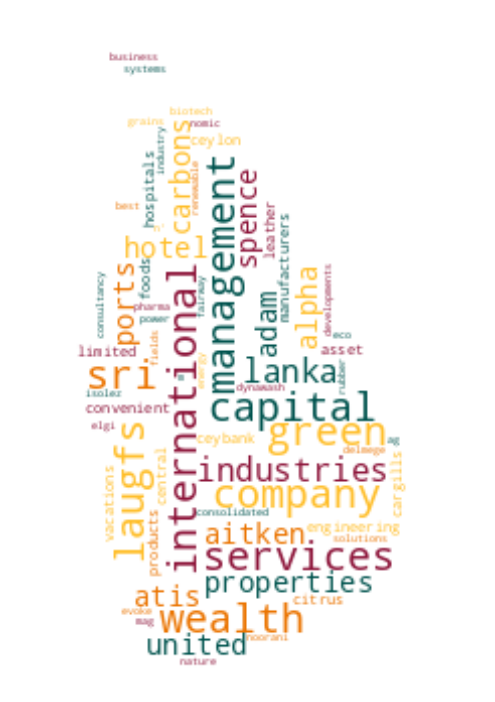 business
systems
biotech
grains
nomic
industry
carbons
ceylon
hospitals
renewable
management
spence
best
leather
n'
manufacturers
hotel
foods
ports
international
consultancy
fairway
adam
alpha
developments
pharma
power
eco
limited
fields
asset
lanka
rubber
sri
energy
dynawash
isolez
convenient
capital
elgi
laugfs
green
ceybank
ag
delmege
central
industries
cargills
vacations
company
products
consolidated
aitken
engineering
solutions
services
properties
atis
citrus
evoke
wealth
mag
united
noorani
nature